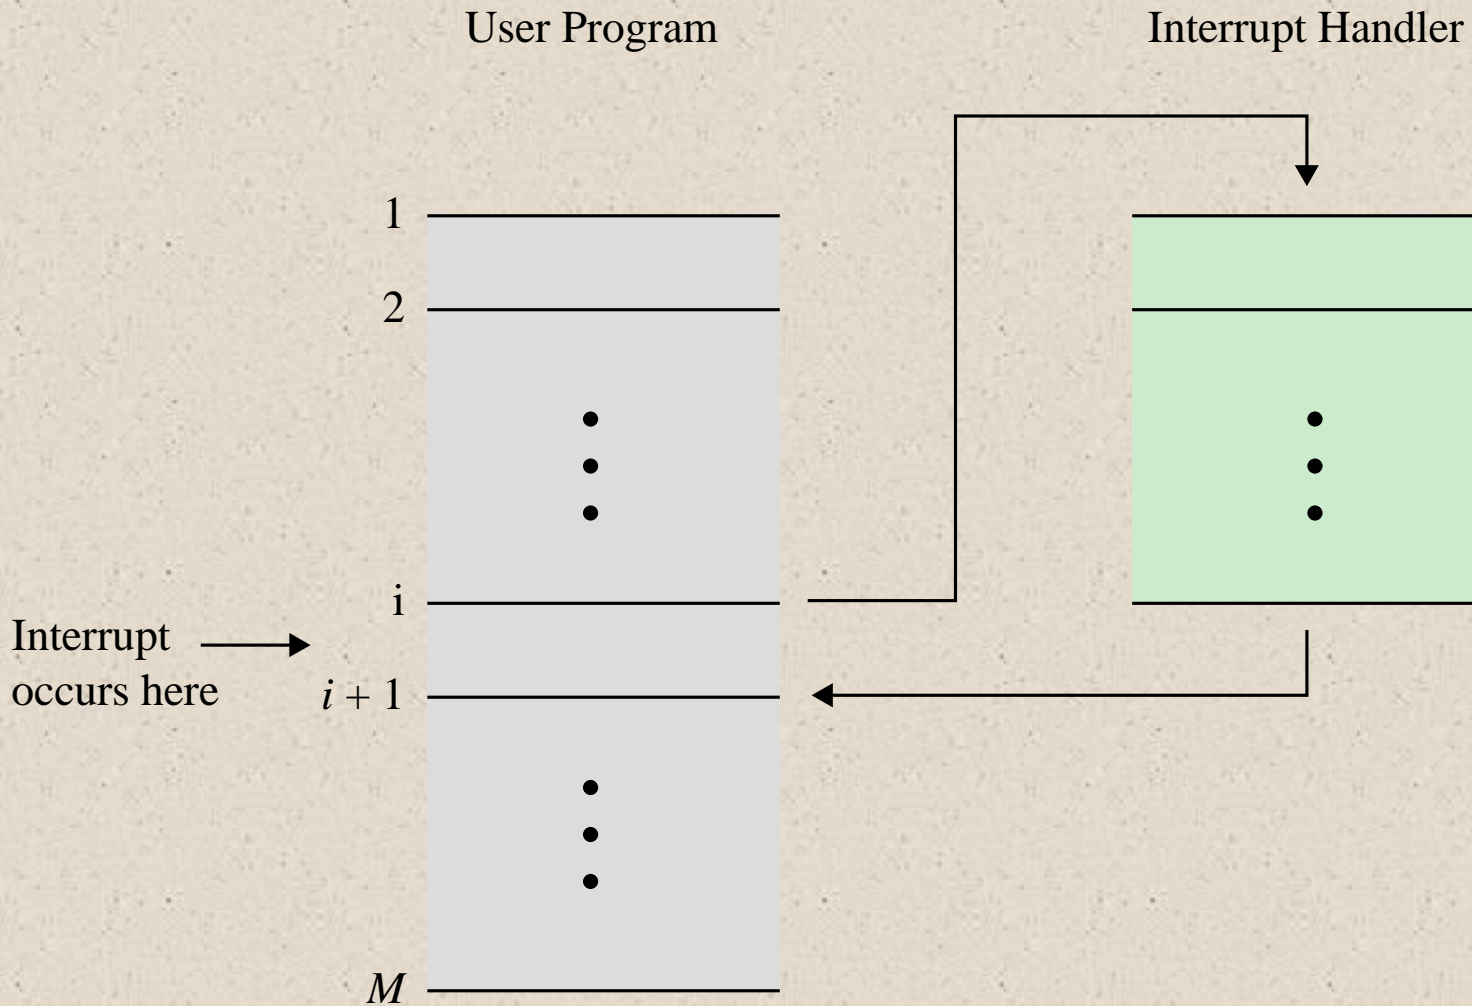 User Program
Interrupt Handler
1
2
i
Interrupt
occurs here
i + 1
M